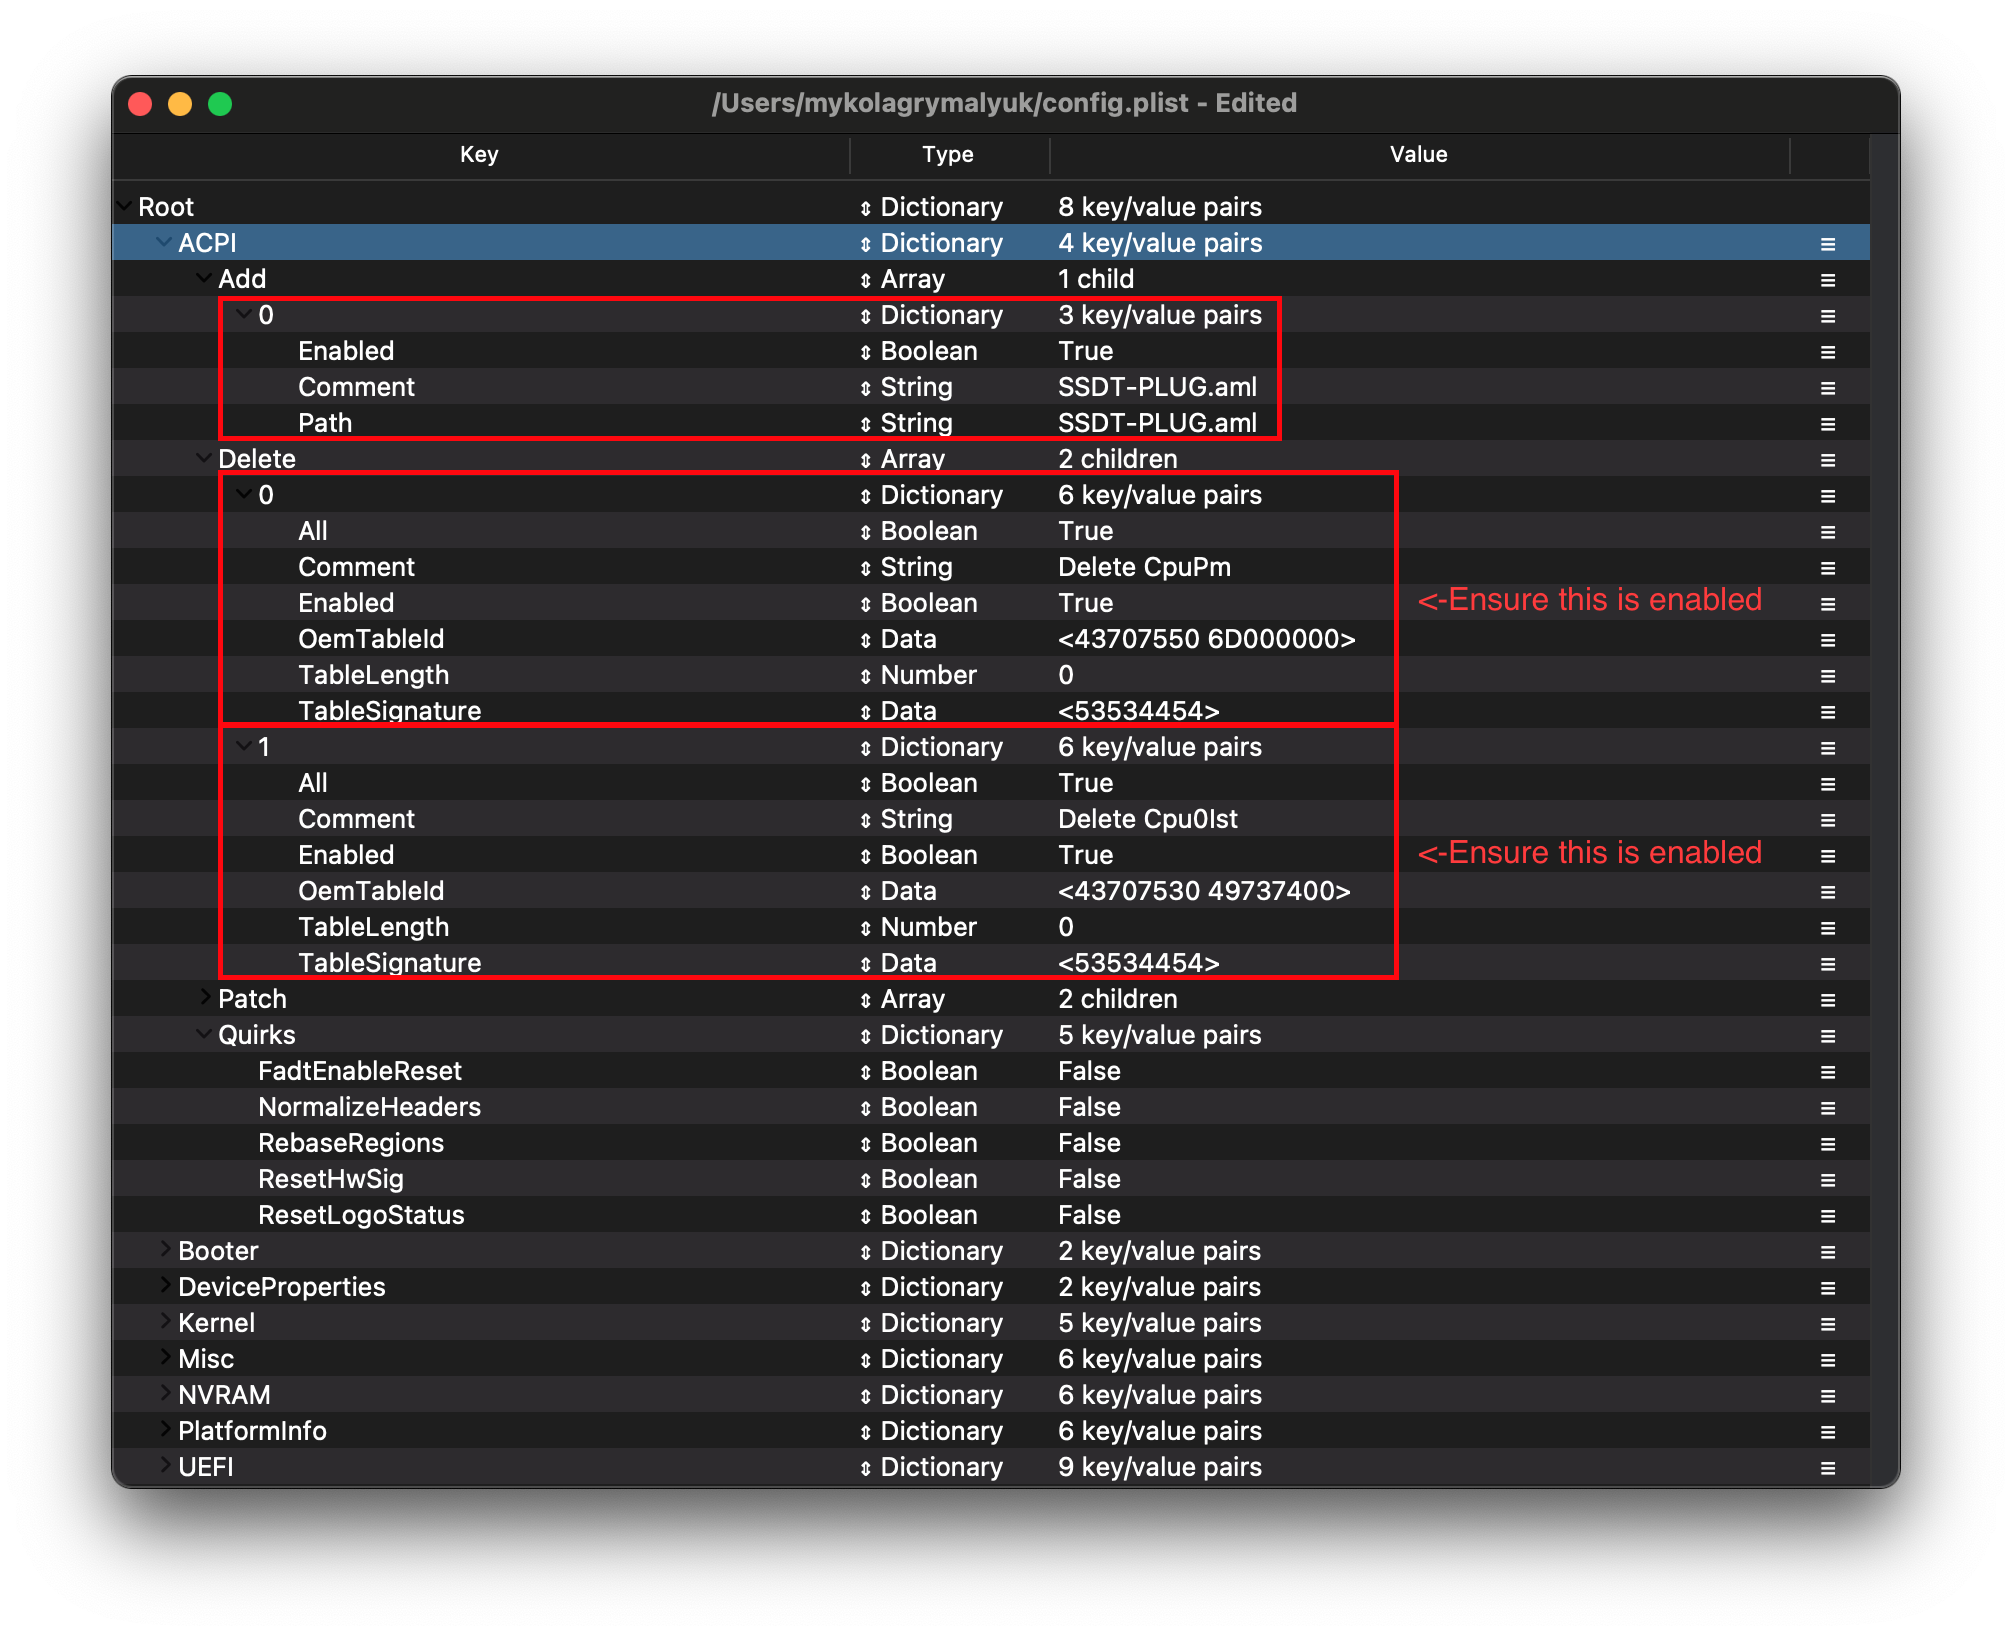 /Users/mykolagrymalyuk/config.plist - Edited
Key Type Value
Root Dictionary 8 key/value pairs
ACPI Dictionary 4 key/value pairs
Add Array 1 child
0 Dictionary 3 key/value pairs
Enabled Boolean True
Comment String SSDT-PLUG.aml
Path String SSDT-PLUG.aml
Delete Array 2 children
0 Dictionary 6 key/value pairs
All Boolean True
Comment String Delete CpuPm
Enabled Boolean True <-Ensure this is enabled
OemTableId Data <43707550 6D000000>
TableLength Number 0
TableSignature Data <53534454>
1 Dictionary 6 key/value pairs
All Boolean True
Comment String Delete Cpu0Ist
Enabled Boolean True <-Ensure this is enabled
OemTableId Data <43707530 49737400>
TableLength Number 0
TableSignature Data <53534454>
Patch Array 2 children
Quirks Dictionary 5 key/value pairs
FadtEnableReset Boolean False
NormalizeHeaders Boolean False
RebaseRegions Boolean False
ResetHwSig Boolean False
ResetLogoStatus Boolean False
Booter Dictionary 2 key/value pairs
DeviceProperties Dictionary 2 key/value pairs
Kernel Dictionary 5 key/value pairs
Misc Dictionary 6 key/value pairs
NVRAM Dictionary 6 key/value pairs
PlatformInfo Dictionary 6 key/value pairs
UEFI Dictionary 9 key/value pairs